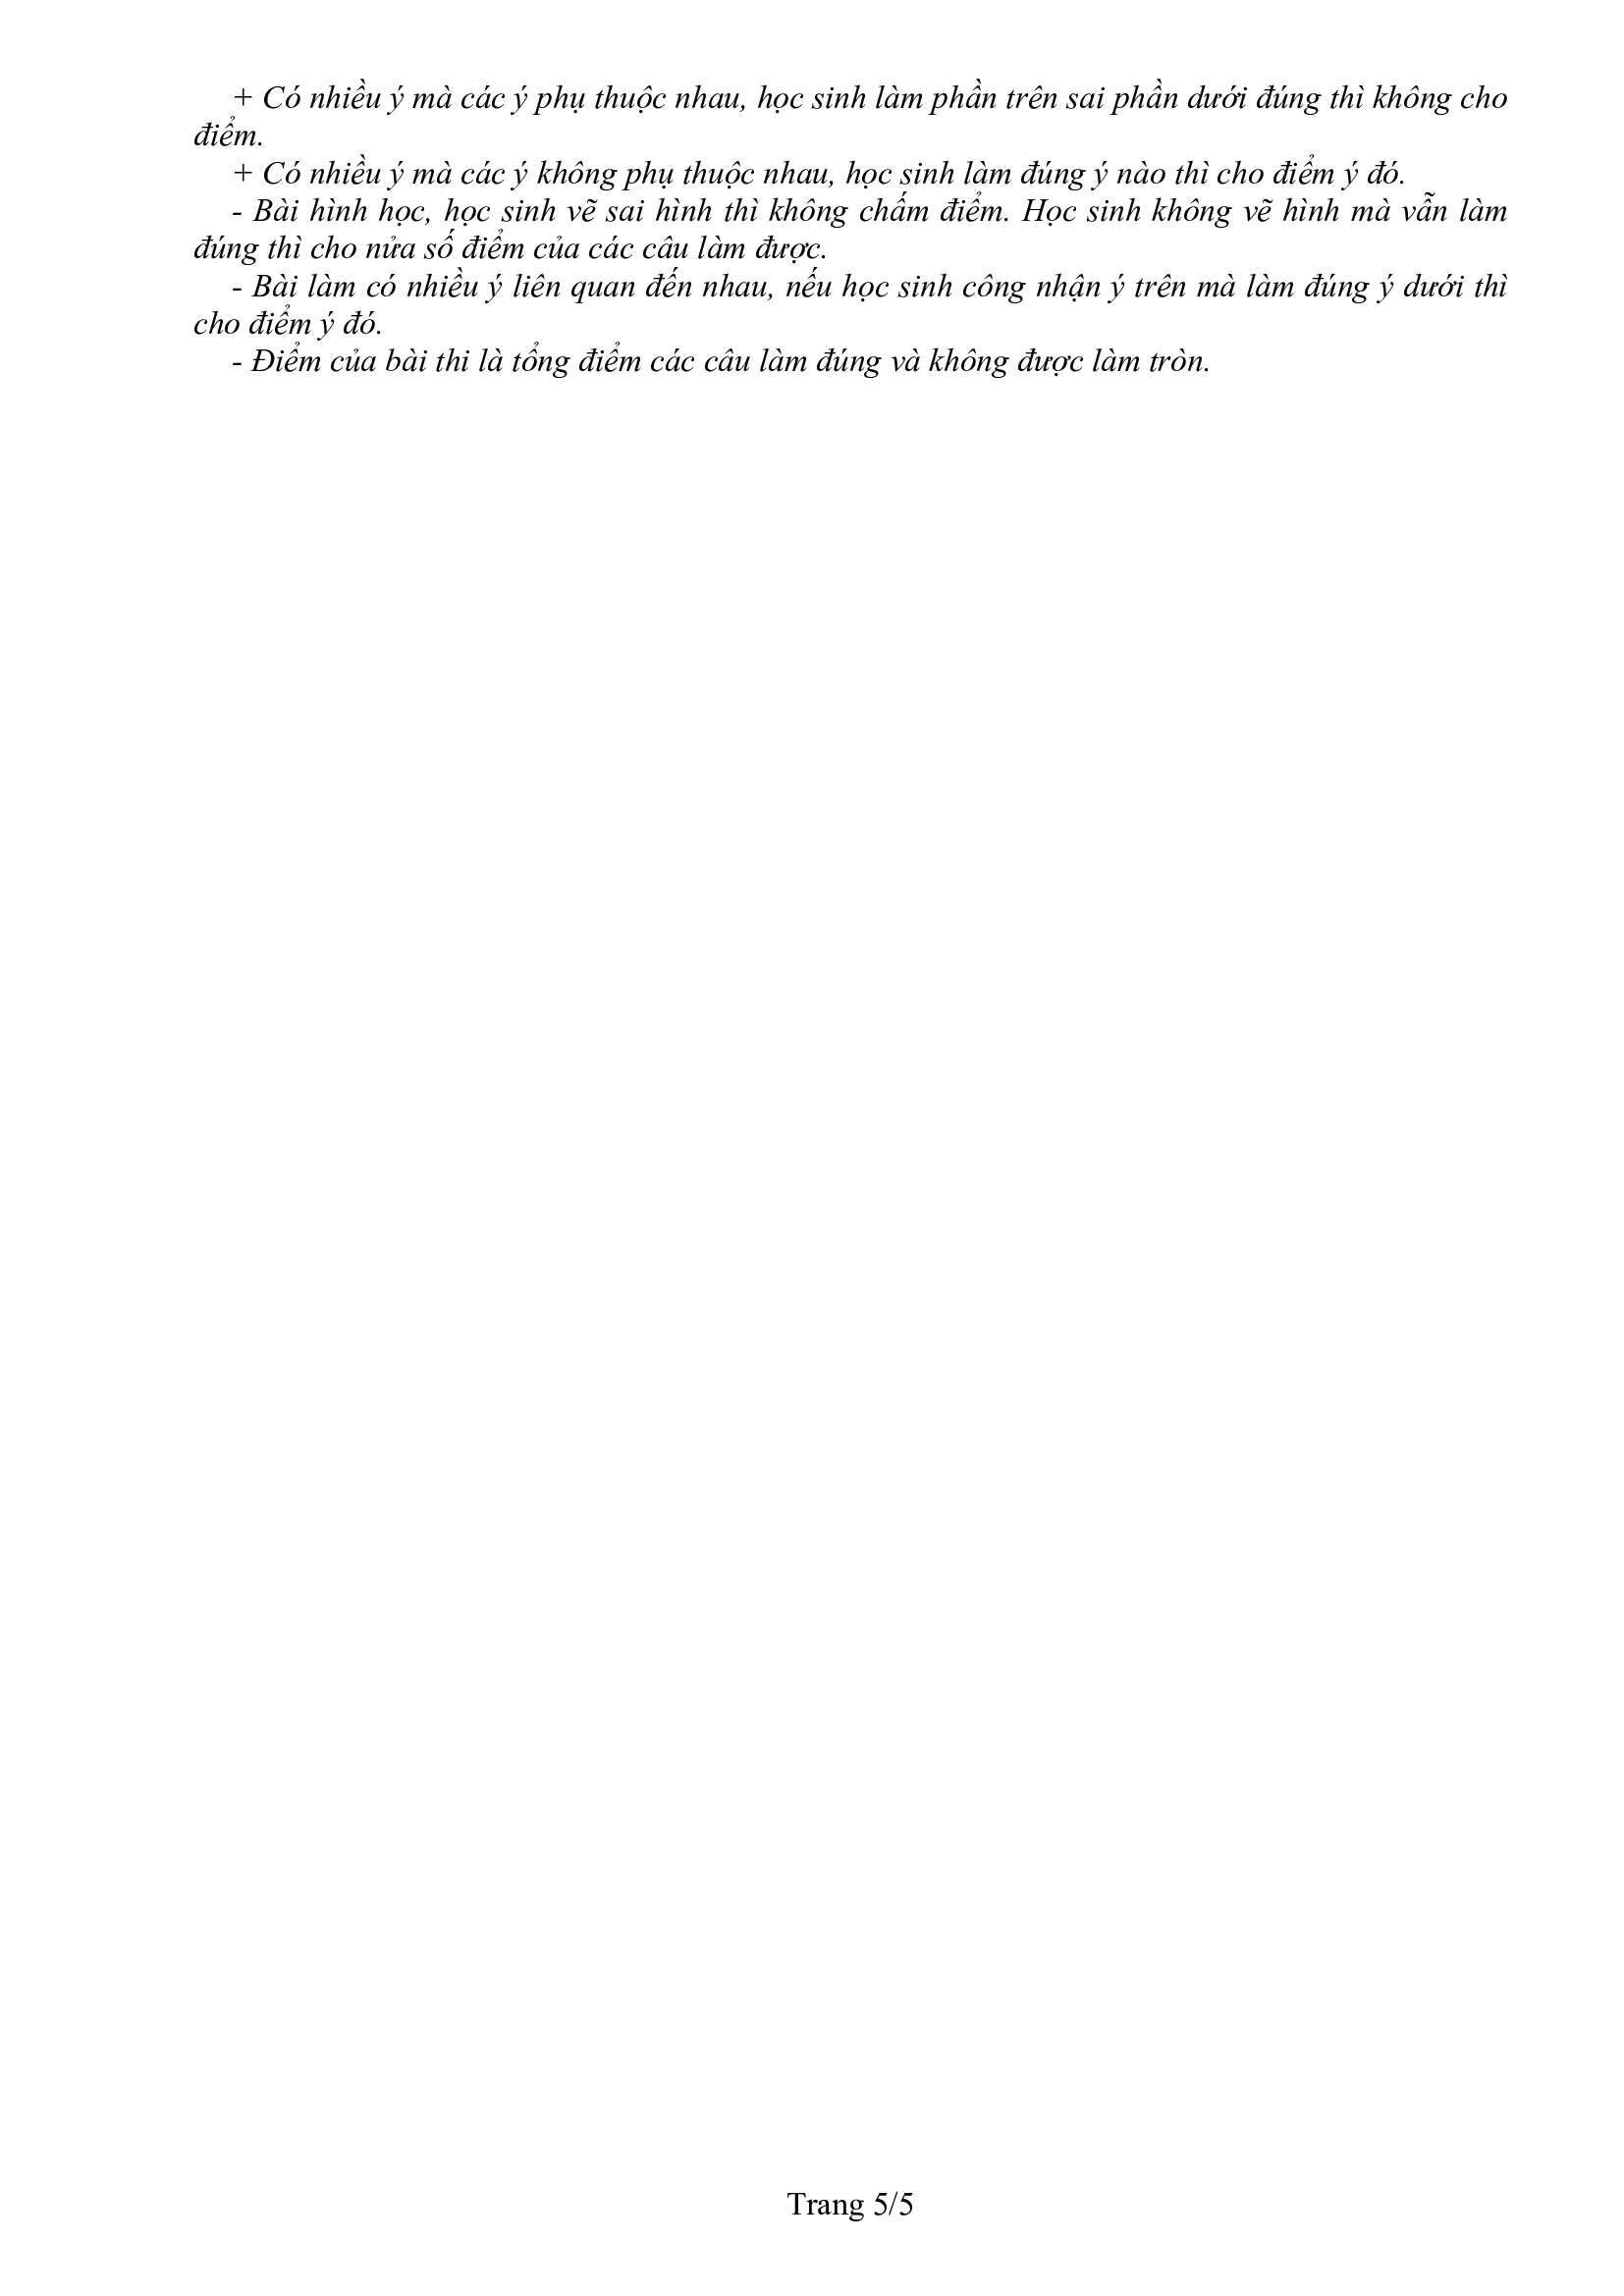 + Có nhiều ý mà các ý phụ thuộc nhau, học sinh làm phần trên sai phần dưới đúng thì không cho
điểm.
+ Có nhiều ý mà các ý không phụ thuộc nhau, học sinh làm đúng ý nào thì cho điểm ý đó.
- Bài hình học, học sinh vẽ sai hình thì không chấm điểm. Học sinh không vẽ hình mà vẫn làm
đúng thì cho nửa số điểm của các câu làm được.
- Bài làm có nhiều ý liên quan đến nhau, nếu học sinh công nhận ý trên mà làm đúng ý dưới thì
cho điểm ý đó.
- Điểm của bài thi là tổng điểm các câu làm đúng và không được làm tròn.
Trang 5/5